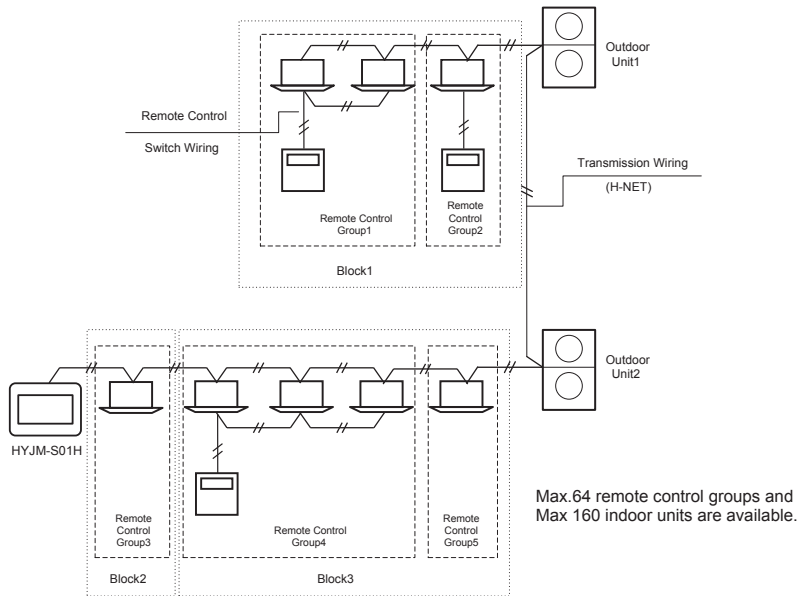 Outdoor
Unit1
Remote Control
Switch Wiring
Transmission Wiring
(H-NET)
Remote Control
Group1
Remote
Control
Group2
Block1
Outdoor
Unit2
HYJM-S01H
Max.64 remote control groups and
Max 160 indoor units are available.
Remote
Control
Group3
Remote Control
Group4
Remote
Control
Group5
Block2
Block3